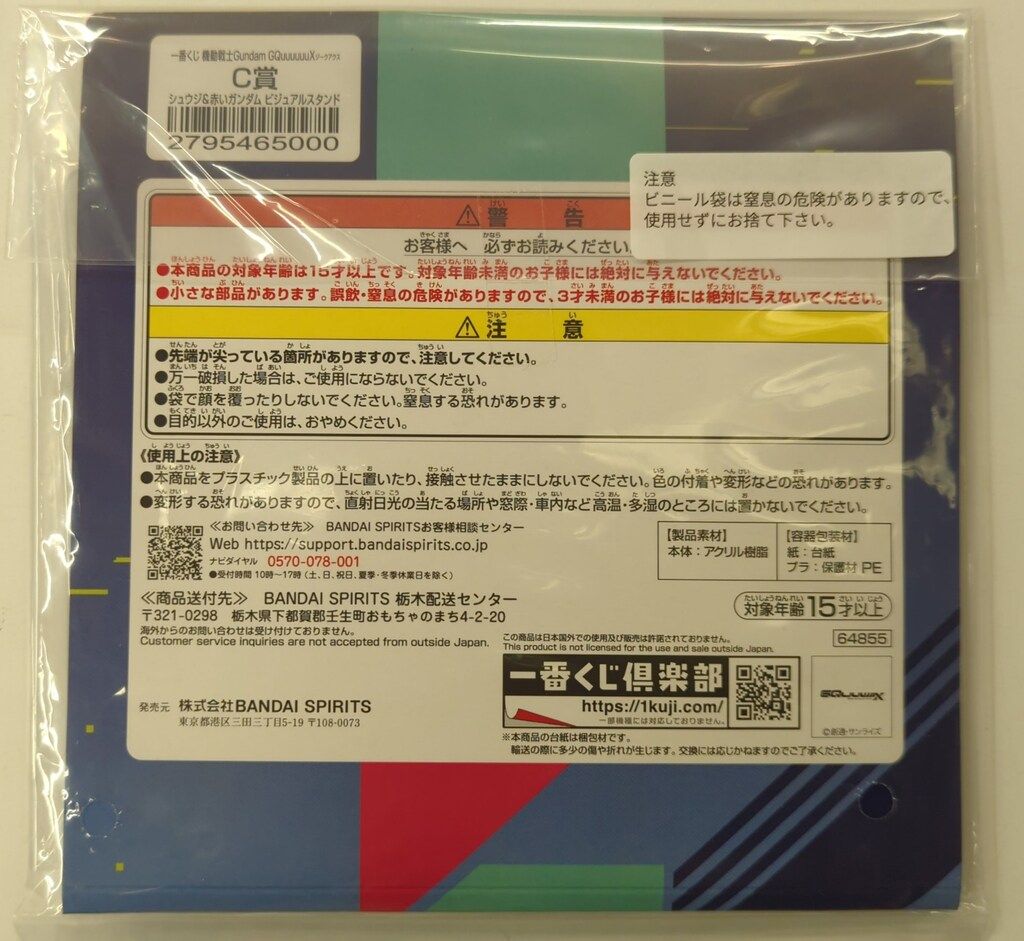 一番くじ 機動戦士Gundam GQuuuuuuX ジークアクス
C賞
シュウジ&赤いガンダム ビジュアルスタンド
2795465000
注意
ビニール袋は窒息の危険がありますので、
使用せずにお捨て下さい。
⚠警告
お客様へ 必ずお読みください。
●本商品の対象年齢は15才以上です。対象年齢未満のお子様には絶対に与えないでください。
●小さな部品があります。誤飲・窒息の危険がありますので、3才未満のお子様には絶対に与えないでください。
⚠注意
●先端が尖っている箇所がありますので、注意してください。
●万一破損した場合は、ご使用にならないでください。
●袋で顔を覆ったりしないでください。窒息する恐れがあります。
●目的以外のご使用は、おやめください。
《使用上の注意》
●本商品をプラスチック製品の上に置いたり、接触させたままにしないでください。色の付着や変形などの恐れがあります。
●変形する恐れがありますので、直射日光の当たる場所や窓際・車内など高温・多湿のところには置かないでください。
≪お問い合わせ先≫ BANDAI SPIRITSお客様相談センター
Web https://support.bandaispirits.co.jp
ナビダイヤル 0570-078-001
●受付時間 10時〜17時(土、日、祝日、夏季・冬季休業日を除く)
【製品素材】
本体:アクリル樹脂
【容器包装材】
紙:台紙
プラ:保護材 PE
≪商品送付先≫ BANDAI SPIRITS 栃木配送センター
〒321-0298 栃木県下都賀郡壬生町おもちゃのまち4-2-20
対象年齢15才以上
海外からのお問い合わせは受け付けておりません。
Customer service inquiries are not accepted from outside Japan.
この商品は日本国外での使用及び販売は許諾されておりません。
This product is not licensed for the use and sale outside Japan.
64855
一番くじ倶楽部
https://1kuji.com/
一部機種には対応しておりません。
GQuuuuuuX
©創通・サンライズ
発売元 株式会社BANDAI SPIRITS
東京都港区三田三丁目5-19 〒108-0073
※本商品の台紙は梱包材です。
輸送の際に多少の傷や折れが生じます。交換には応じかねますのでご了承ください。